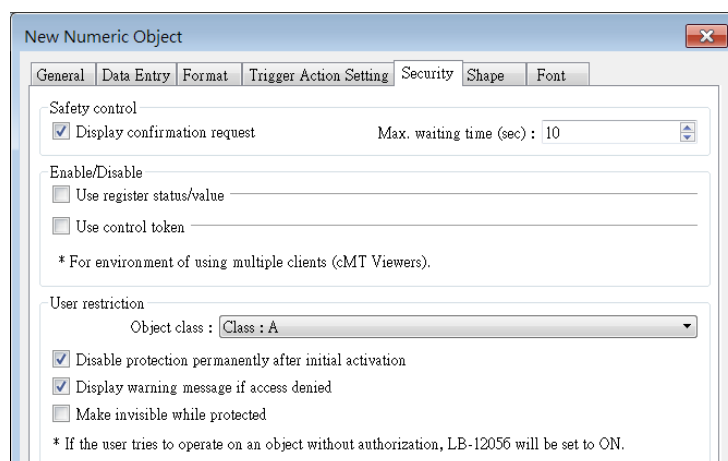 New Numeric Object
General Data Entry Format Trigger Action Setting Security Shape Font
Safety control
Display confirmation request Max. waiting time (sec) : 10
Enable/Disable
Use register status/value
Use control token
* For environment of using multiple clients (cMT Viewers).
User restriction
Object class : Class : A
Disable protection permanently after initial activation
Display warning message if access denied
Make invisible while protected
* If the user tries to operate on an object without authorization, LB-12056 will be set to ON.